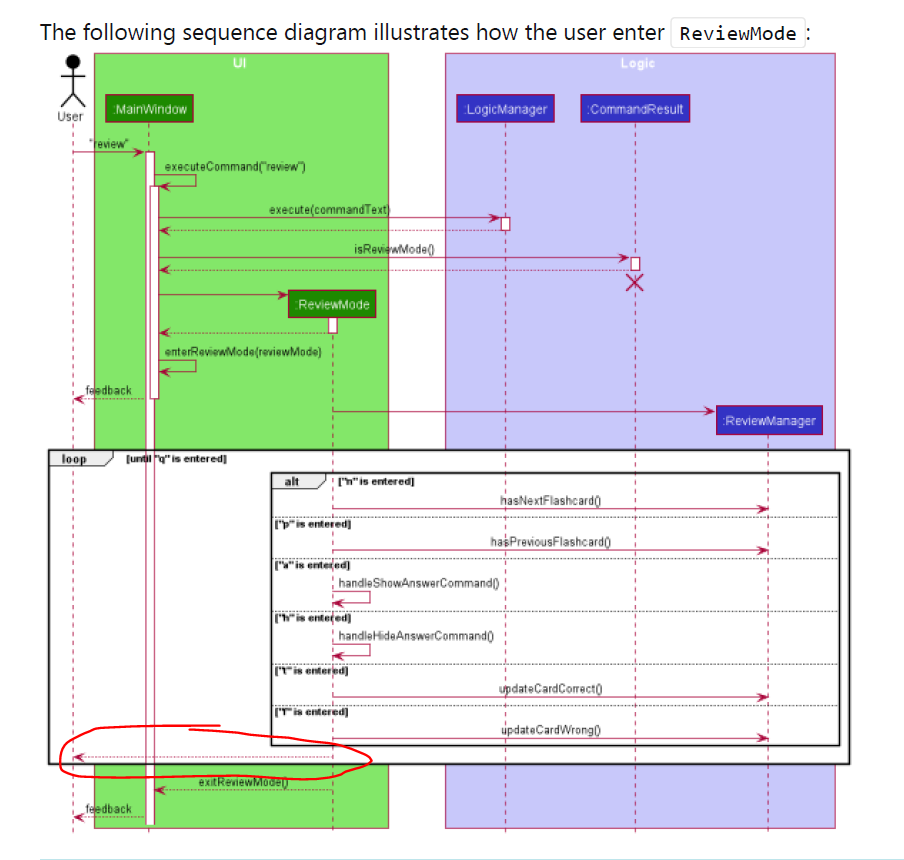 The following sequence diagram illustrates how the user enter ReviewMode:
UI
Logic
User
:MainWindow
:LogicManager
:CommandResult
"review"
executeCommand("review")
execute(commandText)
isReviewMode()
:ReviewMode
enterReviewMode(reviewMode)
feedback
:ReviewManager
loop
[until "q" is entered]
alt
["n" is entered]
hasNextFlashcard()
["p" is entered]
hasPreviousFlashcard()
["a" is entered]
handleShowAnswerCommand()
["h" is entered]
handleHideAnswerCommand()
["t" is entered]
updateCardCorrect()
["f" is entered]
updateCardWrong()
exitReviewMode()
feedback